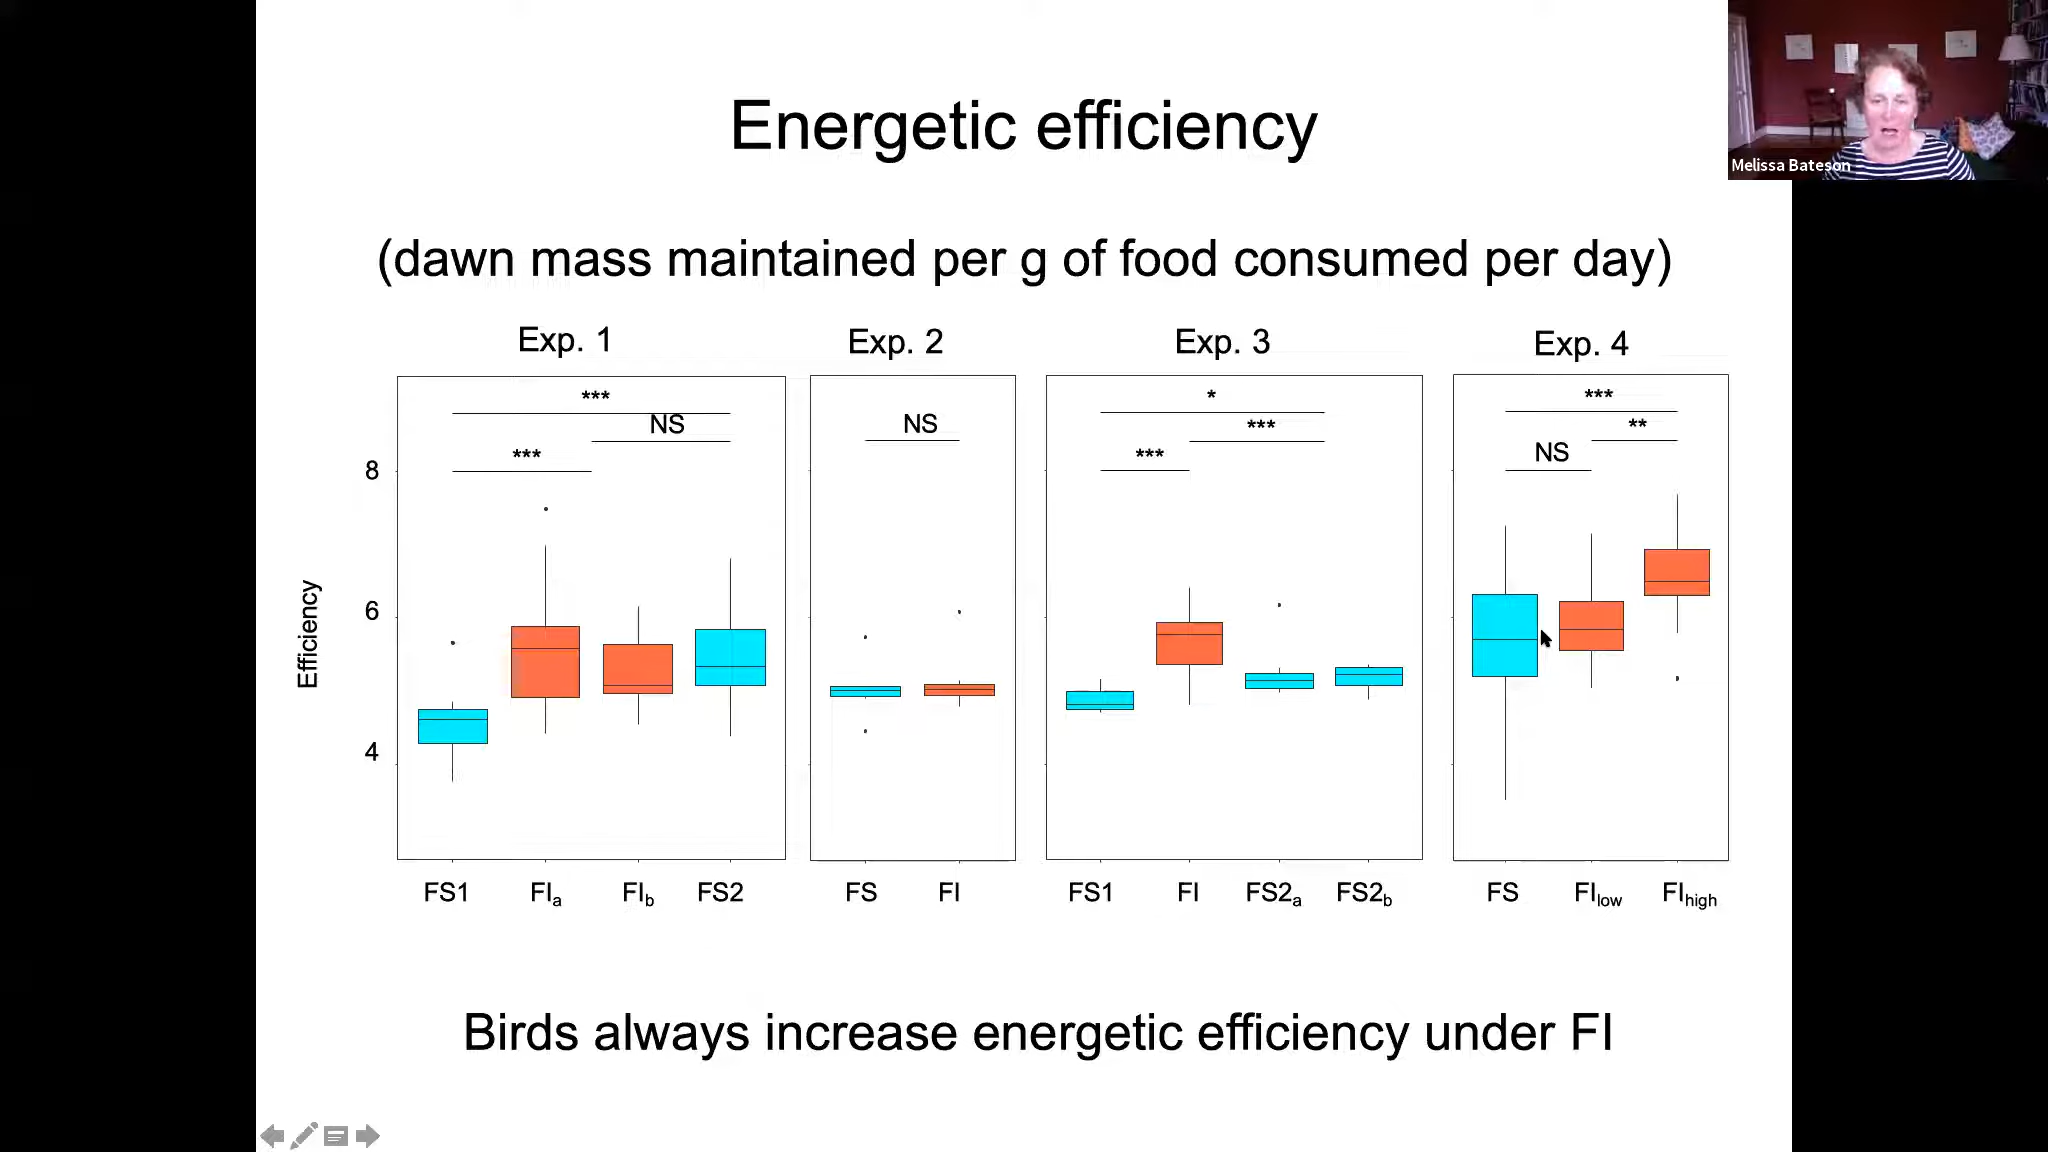 Energetic efficiency
Melissa Bateson
(dawn mass maintained per g of food consumed per day)
Exp. 1
Exp. 2
Exp. 3
Exp. 4
***
NS
***
NS
*
***
***
***
**
NS
8
6
4
Efficiency
FS1 FIa FIb FS2
FS FI
FS1 FI FS2a FS2b
FS FIlow FIhigh
Birds always increase energetic efficiency under FI